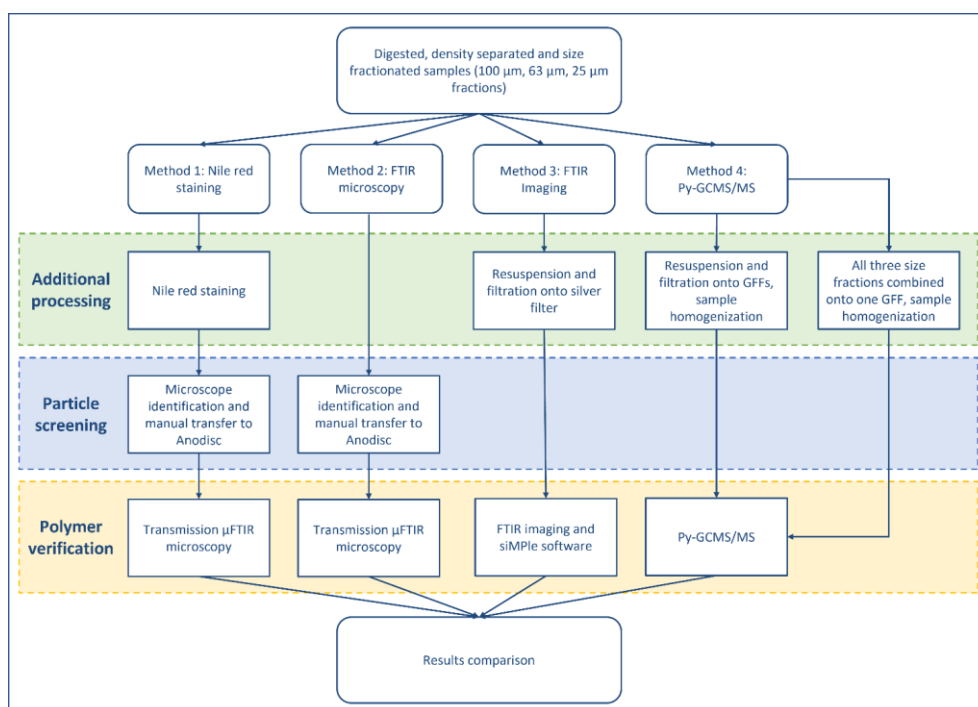 Digested, density separated and size
fractionated samples (100 µm, 63 µm, 25 µm
fractions)
Method 1: Nile red
staining
Method 2: FTIR
microscopy
Method 3: FTIR
Imaging
Method 4:
Py-GCMS/MS
Additional
processing
Nile red staining
Resuspension and
filtration onto silver
filter
Resuspension and
filtration onto GFFs,
sample
homogenization
All three size
fractions combined
onto one GFF, sample
homogenization
Particle
screening
Microscope
identification and
manual transfer to
Anodisc
Microscope
identification and
manual transfer to
Anodisc
Polymer
verification
Transmission µFTIR
microscopy
Transmission µFTIR
microscopy
FTIR imaging and
siMPle software
Py-GCMS/MS
Results comparison